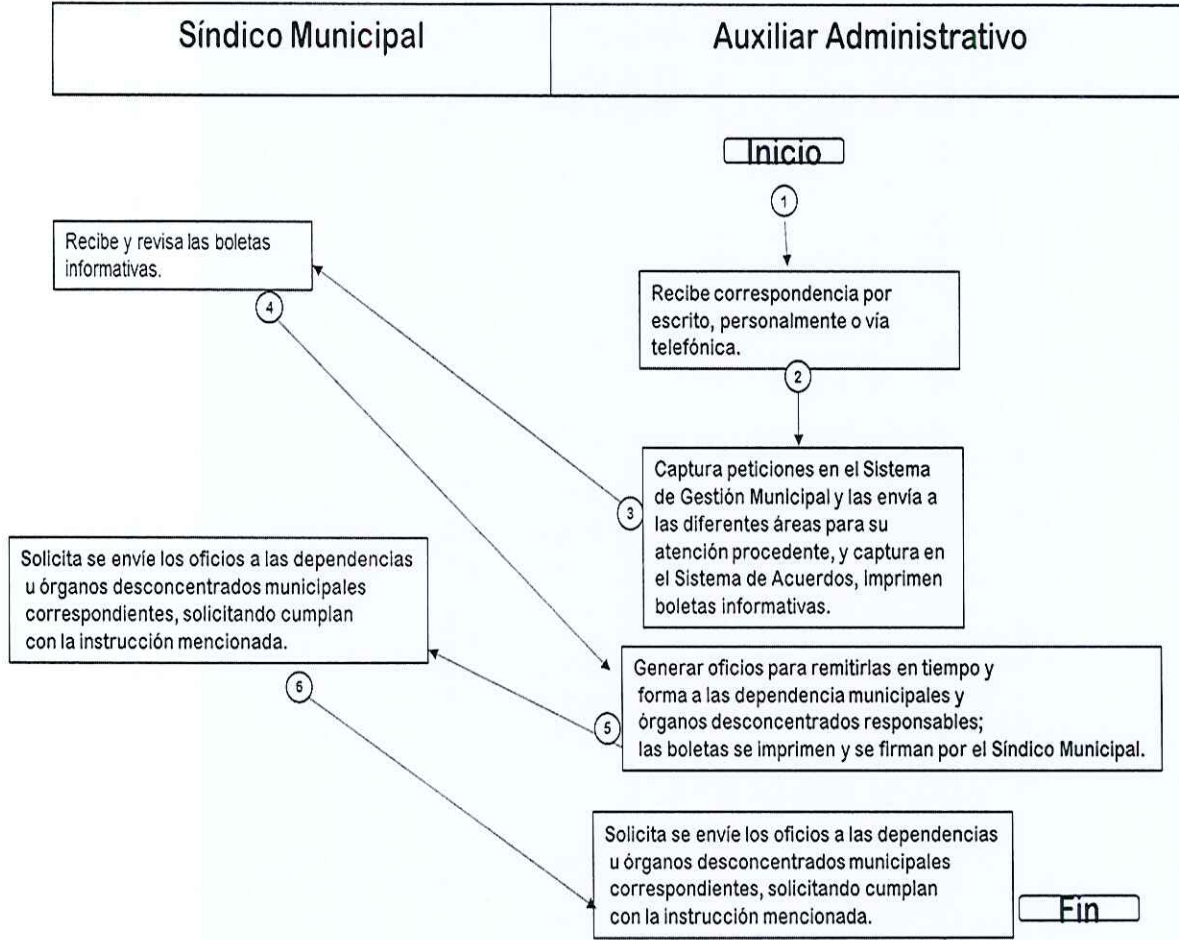 Síndico Municipal
Auxiliar Administrativo
Inicio
1
Recibe correspondencia por
escrito, personalmente o vía
telefónica.
2
Captura peticiones en el Sistema
de Gestión Municipal y las envía a
las diferentes áreas para su
atención procedente, y captura en
el Sistema de Acuerdos, Imprimen
boletas informativas.
3
Recibe y revisa las boletas
informativas.
4
Generar oficios para remitirlas en tiempo y
forma a las dependencia municipales y
órganos desconcentrados responsables;
las boletas se imprimen y se firman por el Síndico Municipal.
5
Solicita se envíe los oficios a las dependencias
u órganos desconcentrados municipales
correspondientes, solicitando cumplan
con la instrucción mencionada.
6
Solicita se envíe los oficios a las dependencias
u órganos desconcentrados municipales
correspondientes, solicitando cumplan
con la instrucción mencionada.
Fin